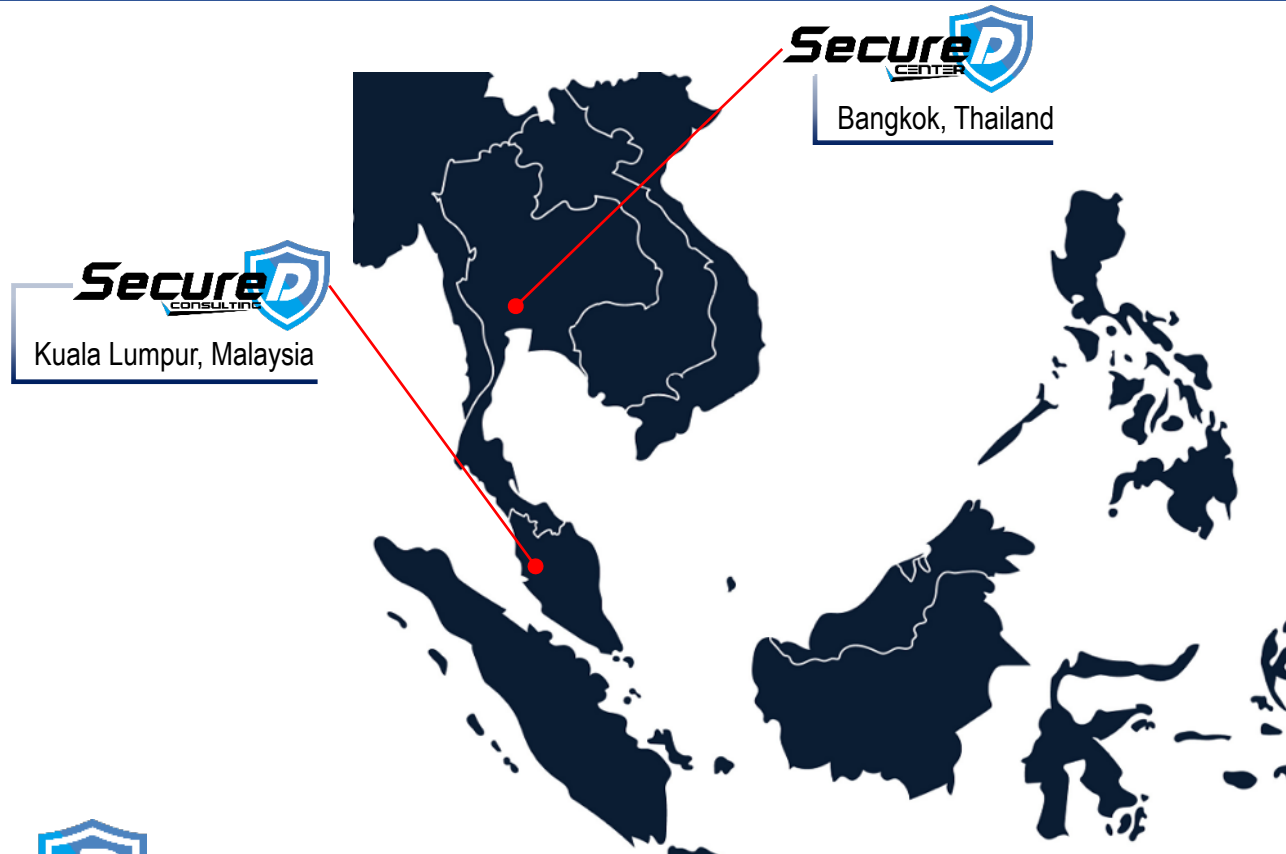 SecureD
CENTER
Bangkok, Thailand
SecureD
CONSULTING
Kuala Lumpur, Malaysia